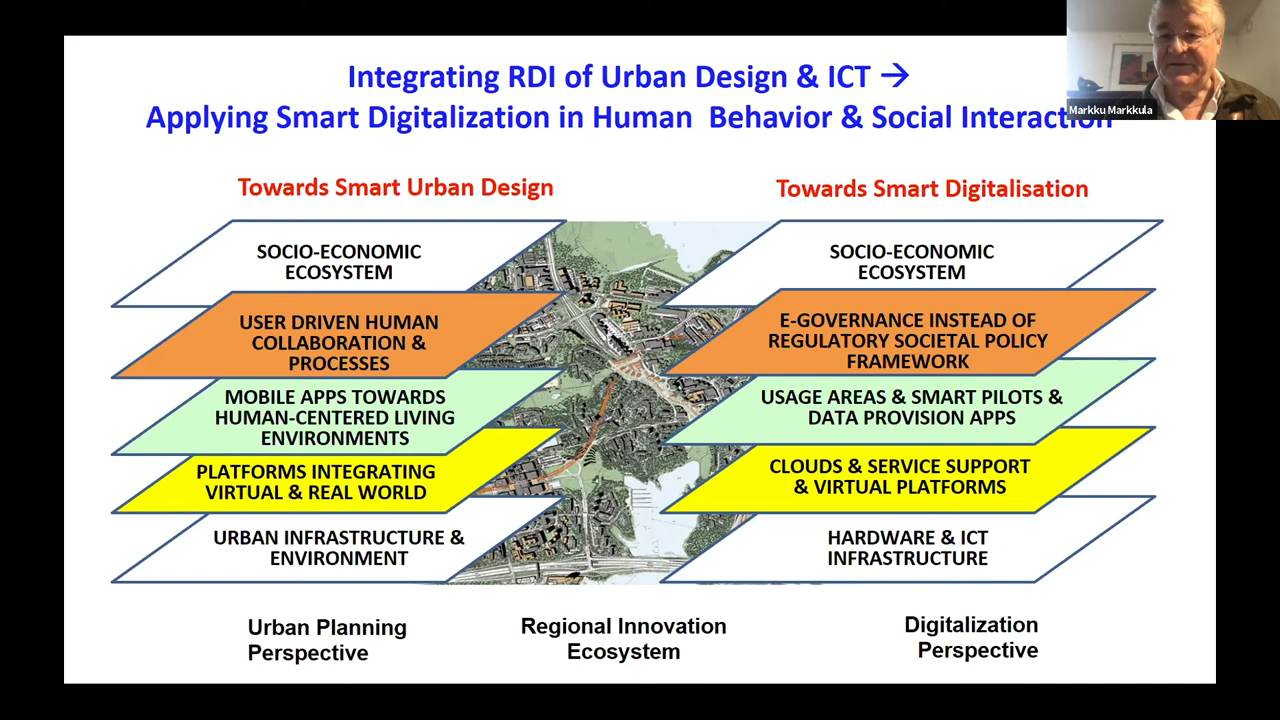 Integrating RDI of Urban Design & ICT →
Applying Smart Digitalization in Human Behavior & Social Interaction
Markku Markkula
Towards Smart Urban Design
SOCIO-ECONOMIC
ECOSYSTEM
USER DRIVEN HUMAN
COLLABORATION &
PROCESSES
MOBILE APPS TOWARDS
HUMAN-CENTERED LIVING
ENVIRONMENTS
PLATFORMS INTEGRATING
VIRTUAL & REAL WORLD
URBAN INFRASTRUCTURE &
ENVIRONMENT
Urban Planning
Perspective
Regional Innovation
Ecosystem
Towards Smart Digitalisation
SOCIO-ECONOMIC
ECOSYSTEM
E-GOVERNANCE INSTEAD OF
REGULATORY SOCIETAL POLICY
FRAMEWORK
USAGE AREAS & SMART PILOTS &
DATA PROVISION APPS
CLOUDS & SERVICE SUPPORT
& VIRTUAL PLATFORMS
HARDWARE & ICT
INFRASTRUCTURE
Digitalization
Perspective